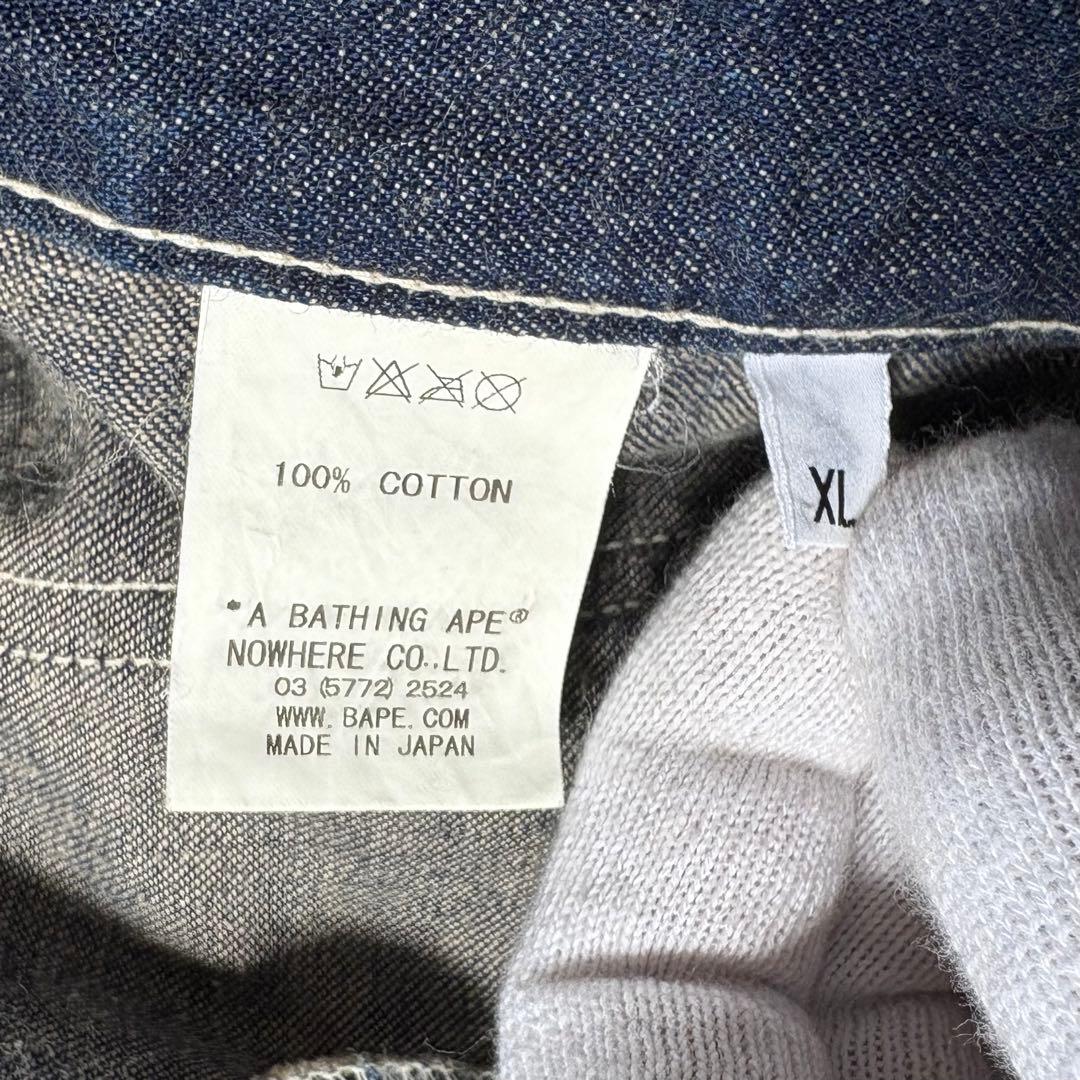 100% COTTON
XL
"A BATHING APE®
NOWHERE CO.,LTD.
03 (5772) 2524
WWW. BAPE. COM
MADE IN JAPAN